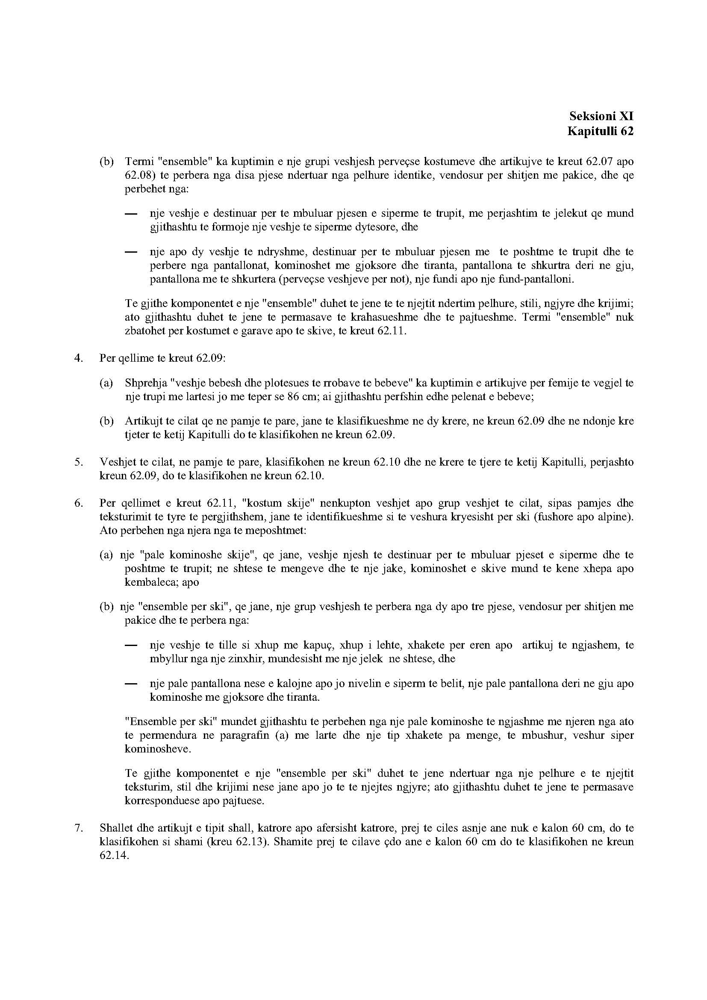 Seksioni XI
Kapitulli 62
(b) Termi "ensemble" ka kuptimin e nje grupi veshjesh perveçse kostumeve dhe artikujve te kreut 62.07 apo
62.08) te perbera nga disa pjese ndertuar nga pelhure identike, vendosur per shitjen me pakice, dhe qe
perbehet nga:
— nje veshje e destinuar per te mbuluar pjesen e siperme te trupit, me perjashtim te jelekut qe mund
gjithashtu te formoje nje veshje te siperme dytesore, dhe
— nje apo dy veshje te ndryshme, destinuar per te mbuluar pjesen me te poshtme te trupit dhe te
perbere nga pantallonat, kominoshet me gjoksore dhe tiranta, pantallona te shkurtra deri ne gju,
pantallona me te shkurtera (perveçse veshjeve per not), nje fundi apo nje fund-pantalloni.
Te gjithe komponentet e nje "ensemble" duhet te jene te te njejtit ndertim pelhure, stili, ngjyre dhe krijimi;
ato gjithashtu duhet te jene te permasave te krahasueshme dhe te pajtueshme. Termi "ensemble" nuk
zbatohet per kostumet e garave apo te skive, te kreut 62.11.
4. Per qellime te kreut 62.09:
(a) Shprehja "veshje bebesh dhe plotesues te rrobave te bebeve" ka kuptimin e artikujve per femije te vegjel te
nje trupi me lartesi jo me teper se 86 cm; ai gjithashtu perfshin edhe pelenat e bebeve;
(b) Artikujt te cilat qe ne pamje te pare, jane te klasifikueshme ne dy krere, ne kreun 62.09 dhe ne ndonje kre
tjeter te ketij Kapitulli do te klasifikohen ne kreun 62.09.
5. Veshjet te cilat, ne pamje te pare, klasifikohen ne kreun 62.10 dhe ne krere te tjere te ketij Kapitulli, perjashto
kreun 62.09, do te klasifikohen ne kreun 62.10.
6. Per qellimet e kreut 62.11, "kostum skije" nenkupton veshjet apo grup veshjet te cilat, sipas pamjes dhe
teksturimit te tyre te pergjithshem, jane te identifikueshme si te veshura kryesisht per ski (fushore apo alpine).
Ato perbehen nga njera nga te meposhtmet:
(a) nje "pale kominoshe skije", qe jane, veshje njesh te destinuar per te mbuluar pjeset e siperme dhe te
poshtme te trupit; ne shtese te mengeve dhe te nje jake, kominoshet e skive mund te kene xhepa apo
kembaleca; apo
(b) nje "ensemble per ski", qe jane, nje grup veshjesh te perbera nga dy apo tre pjese, vendosur per shitjen me
pakice dhe te perbera nga:
— nje veshje te tille si xhup me kapuç, xhup i lehte, xhakete per eren apo artikuj te ngjashem, te
mbyllur nga nje zinxhir, mundesisht me nje jelek ne shtese, dhe
— nje pale pantallona nese e kalojne apo jo nivelin e siperm te belit, nje pale pantallona deri ne gju apo
kominoshe me gjoksore dhe tiranta.
"Ensemble per ski" mundet gjithashtu te perbehen nga nje pale kominoshe te ngjashme me njeren nga ato
te permendura ne paragrafin (a) me larte dhe nje tip xhakete pa menge, te mbushur, veshur siper
kominosheve.
Te gjithe komponentet e nje "ensemble per ski" duhet te jene ndertuar nga nje pelhure e te njejtit
teksturim, stil dhe krijimi nese jane apo jo te te njejtes ngjyre; ato gjithashtu duhet te jene te permasave
korresponduese apo pajtuese.
7. Shallet dhe artikujt e tipit shall, katrore apo afersisht katrore, prej te ciles asnje ane nuk e kalon 60 cm, do te
klasifikohen si shami (kreu 62.13). Shamite prej te cilave çdo ane e kalon 60 cm do te klasifikohen ne kreun
62.14.